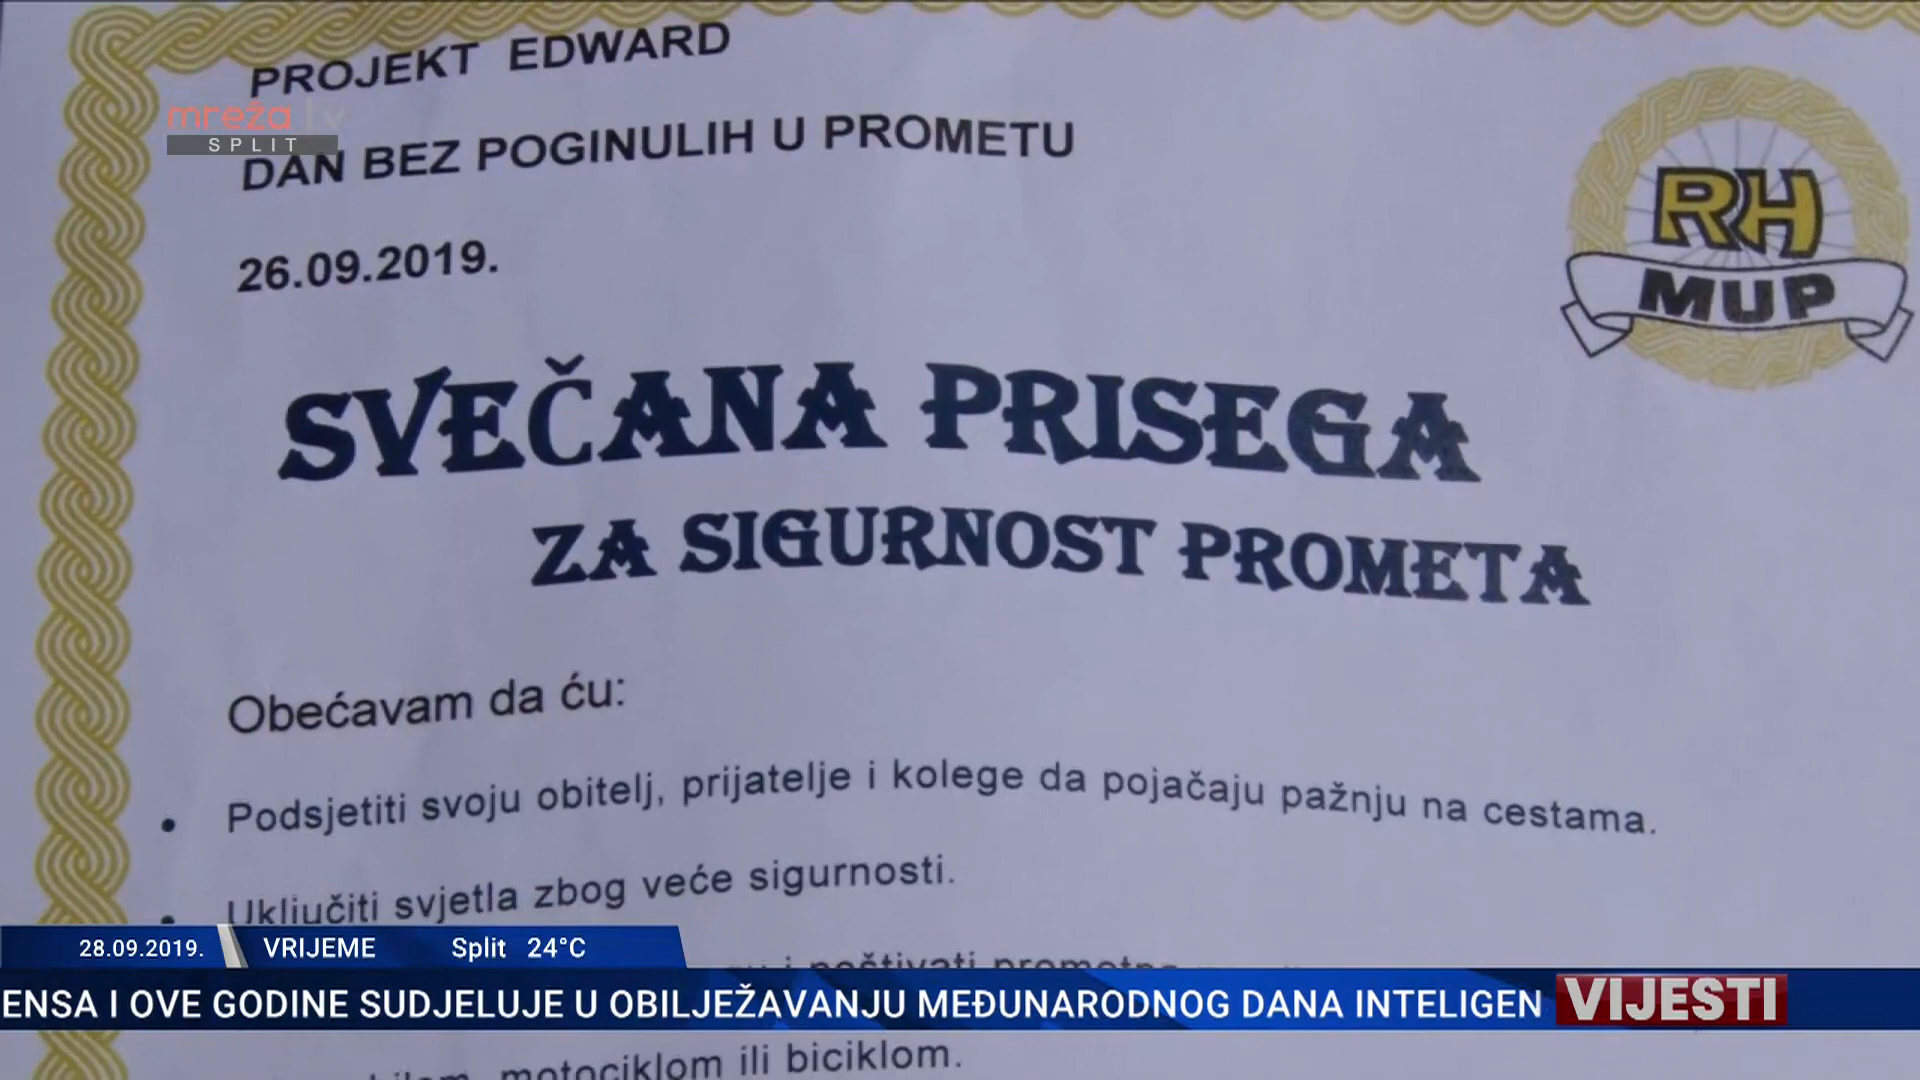 PROJEKT EDWARD
mreža tv
SPLIT
DAN BEZ POGINULIH U PROMETU
26.09.2019.
RH
MUP
SVEČANA PRISEGA
ZA SIGURNOST PROMETA
Obećavam da ću:
• Podsjetiti svoju obitelj, prijatelje i kolege da pojačaju pažnju na cestama.
• Uključiti svjetla zbog veće sigurnosti.
i poštivati prometna
28.09.2019. VRIJEME Split 24°C
ENSA I OVE GODINE SUDJELUJE U OBILJEŽAVANJU MEĐUNARODNOG DANA INTELIGEN VIJESTI
motociklom ili biciklom.